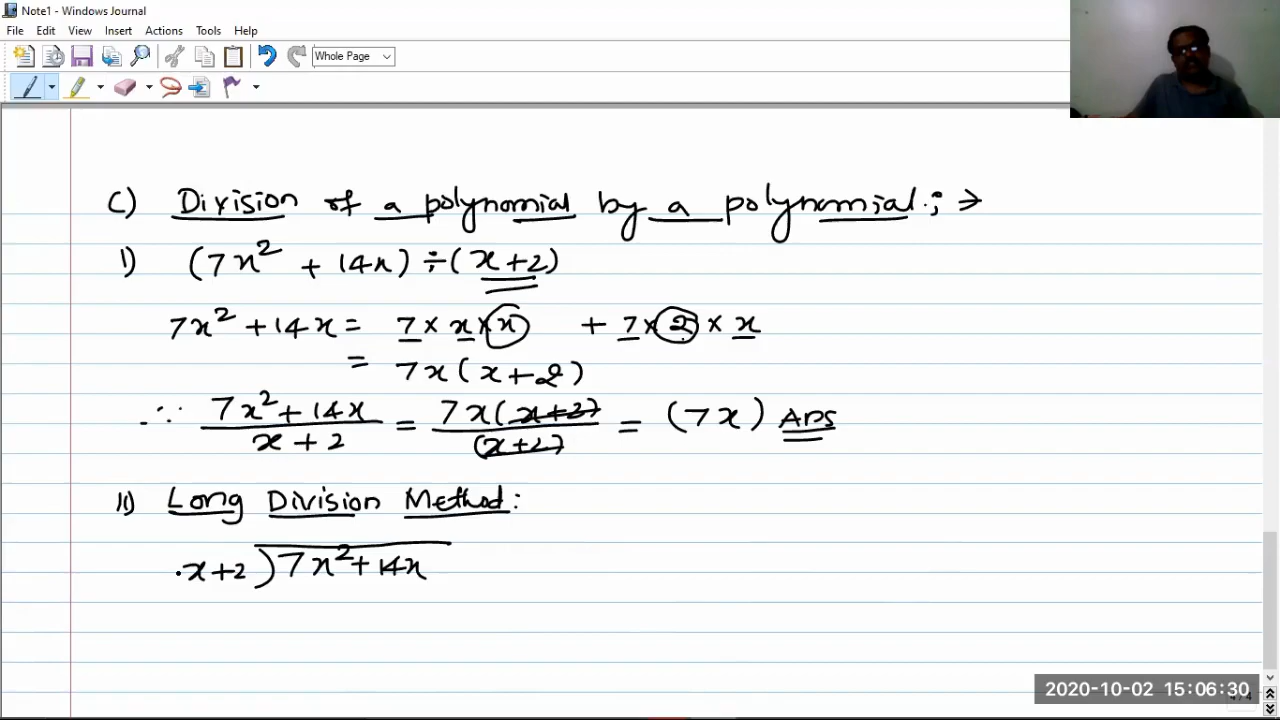 Note1 - Windows Journal
File Edit View Insert Actions Tools Help
Whole Page
C) Division of a polynomial by a polynomial :⇒
1) (7x² + 14x) ÷ (x+2)
7x² + 14x = 7 × x × x + 7 × 2 × x
= 7x (x+2)
∵ 7x² + 14x / x + 2 = 7x (x+2) / (x+2) = (7x) Ans
11) Long Division Method:
x+2 ) 7x² + 14x
2020-10-02 15:06:30